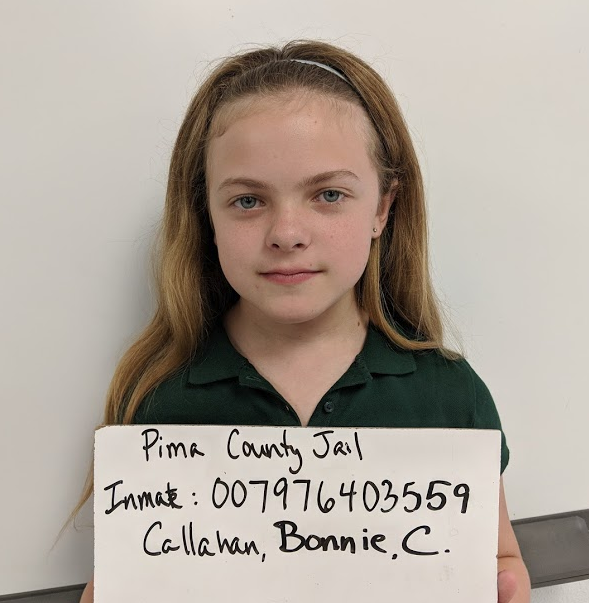 Pima County Jail
Inmate: 007976403559
Callahan, Bonnie, C.